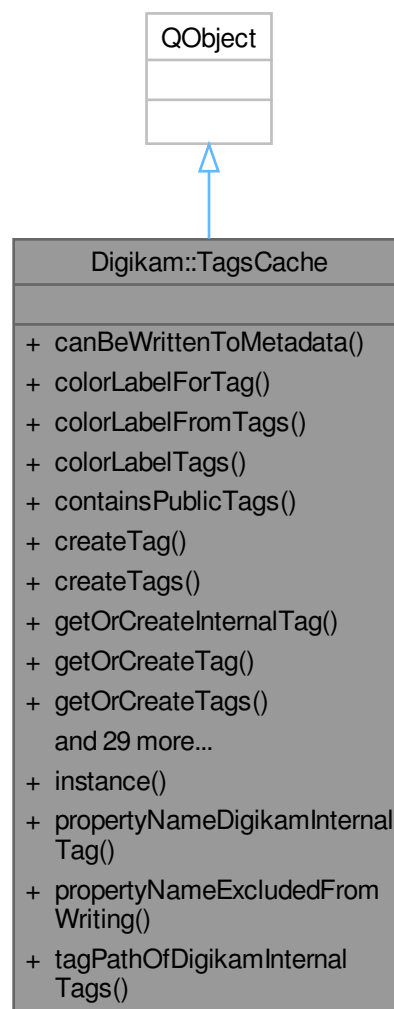 QObject
Digikam::TagsCache
+ canBeWrittenToMetadata()
+ colorLabelForTag()
+ colorLabelFromTags()
+ colorLabelTags()
+ containsPublicTags()
+ createTag()
+ createTags()
+ getOrCreateInternalTag()
+ getOrCreateTag()
+ getOrCreateTags()
and 29 more...
+ instance()
+ propertyNameDigikamInternal
Tag()
+ propertyNameExcludedFrom
Writing()
+ tagPathOfDigikamInternal
Tags()